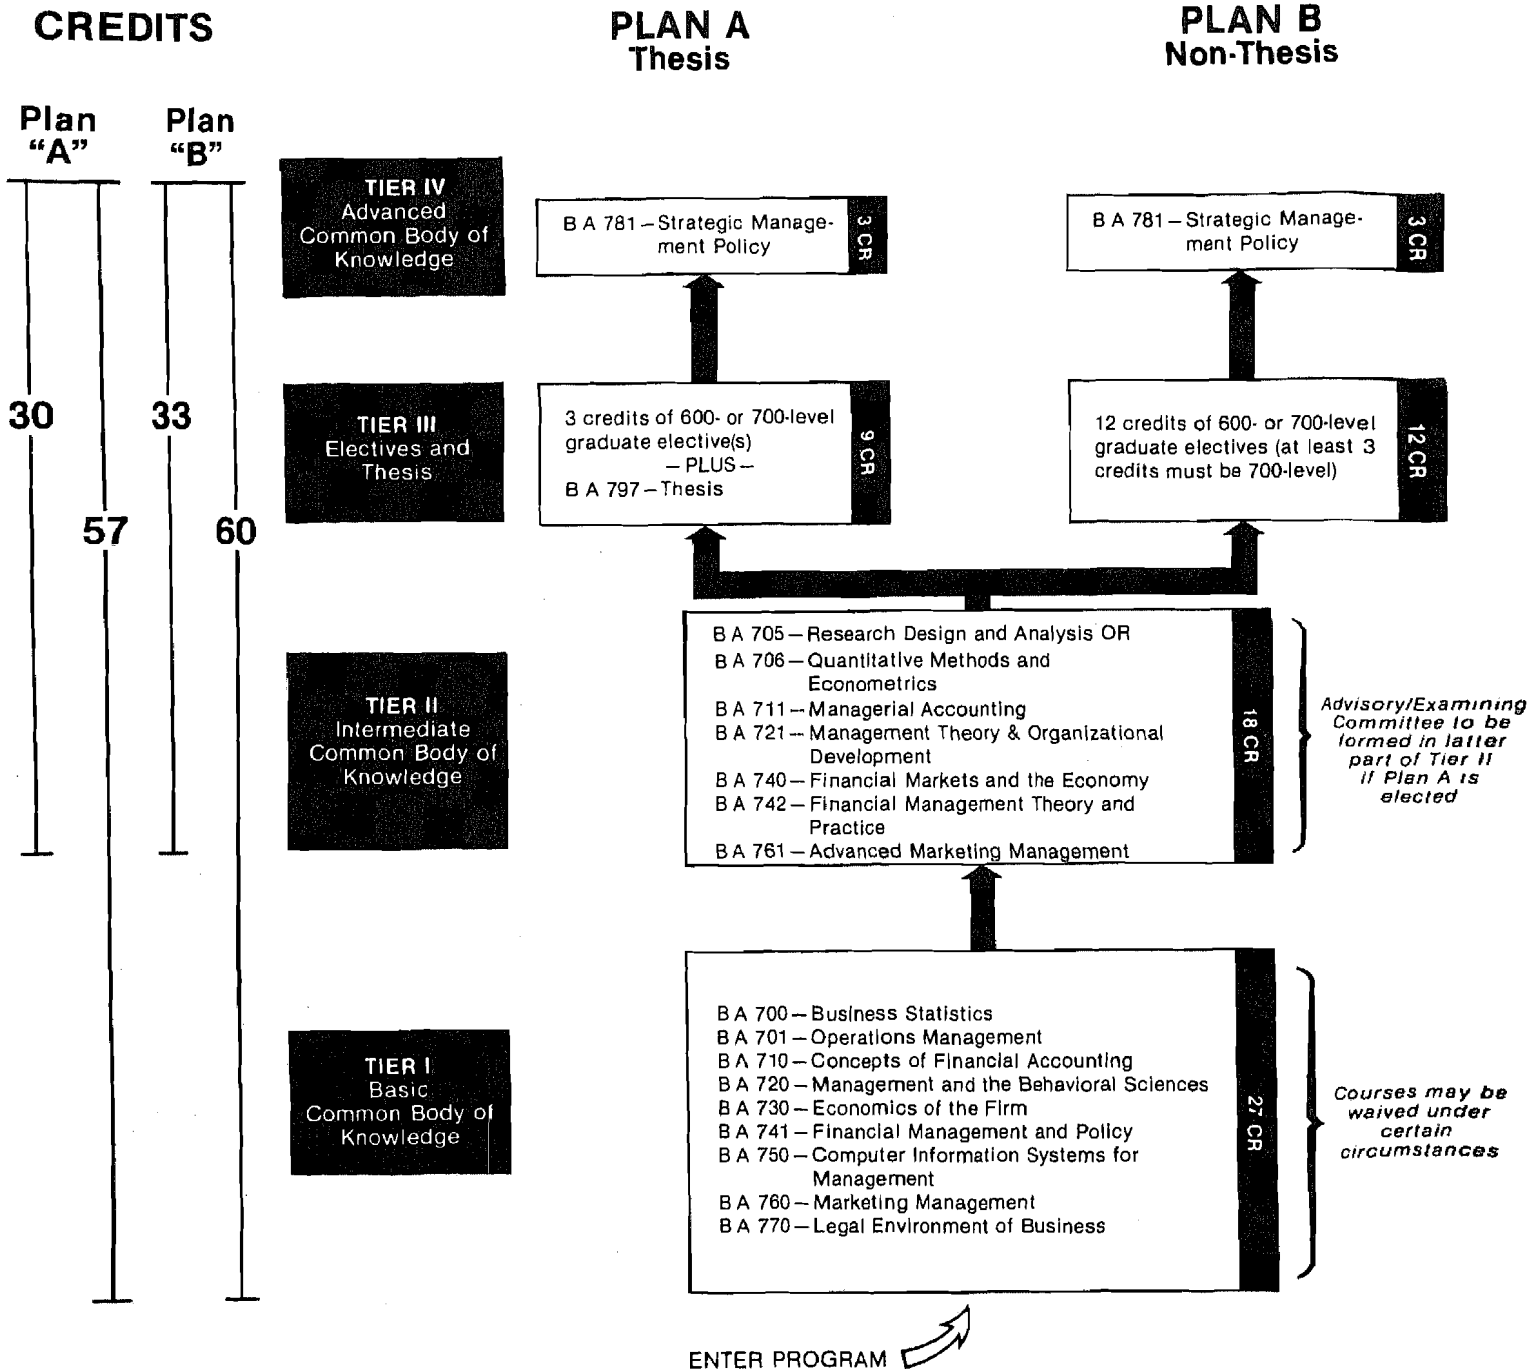 CREDITS
PLAN A
Thesis
PLAN B
Non-Thesis
Plan
"A"
Plan
"B"
30
57
33
60
TIER IV
Advanced
Common Body of
Knowledge
B A 781—Strategic Manage-
ment Policy
3 CR
B A 781—Strategic Manage-
ment Policy
3 CR
TIER III
Electives and
Thesis
3 credits of 600- or 700-level
graduate elective(s)
—PLUS—
B A 797—Thesis
9 CR
12 credits of 600- or 700-level
graduate electives (at least 3
credits must be 700-level)
12 CR
TIER II
Intermediate
Common Body of
Knowledge
B A 705—Research Design and Analysis OR
B A 706—Quantitative Methods and
Econometrics
B A 711—Managerial Accounting
B A 721—Management Theory & Organizational
Development
B A 740—Financial Markets and the Economy
B A 742—Financial Management Theory and
Practice
B A 761—Advanced Marketing Management
18 CR
Advisory/Examining
Committee to be
formed in latter
part of Tier II
if Plan A is
elected
TIER I
Basic
Common Body of
Knowledge
B A 700—Business Statistics
B A 701—Operations Management
B A 710—Concepts of Financial Accounting
B A 720—Management and the Behavioral Sciences
B A 730—Economics of the Firm
B A 741—Financial Management and Policy
B A 750—Computer Information Systems for
Management
B A 760—Marketing Management
B A 770—Legal Environment of Business
27 CR
Courses may be
waived under
certain
circumstances
ENTER PROGRAM